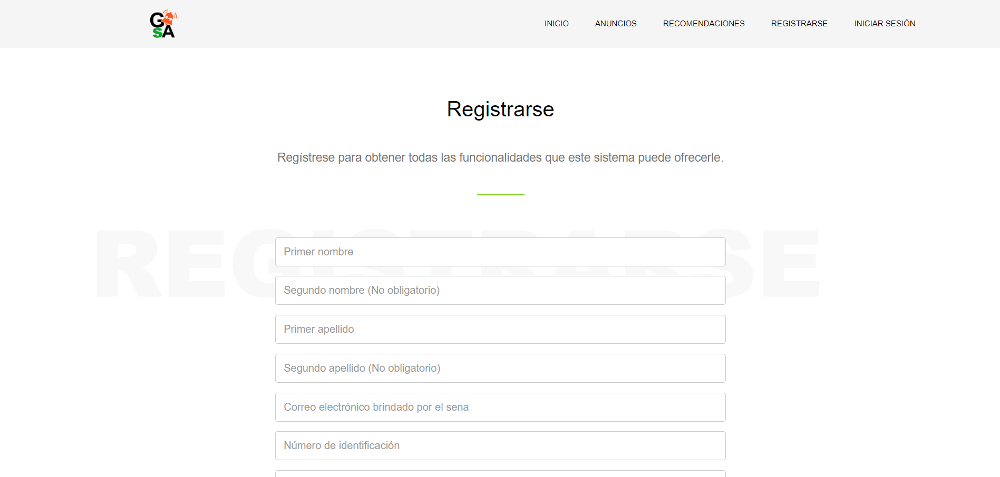 G
SA
INICIO ANUNCIOS RECOMENDACIONES REGISTRARSE INICIAR SESIÓN
Registrarse
Regístrese para obtener todas las funcionalidades que este sistema puede ofrecerle.
REGISTRARSE
Primer nombre
Segundo nombre (No obligatorio)
Primer apellido
Segundo apellido (No obligatorio)
Correo electrónico brindado por el sena
Número de identificación